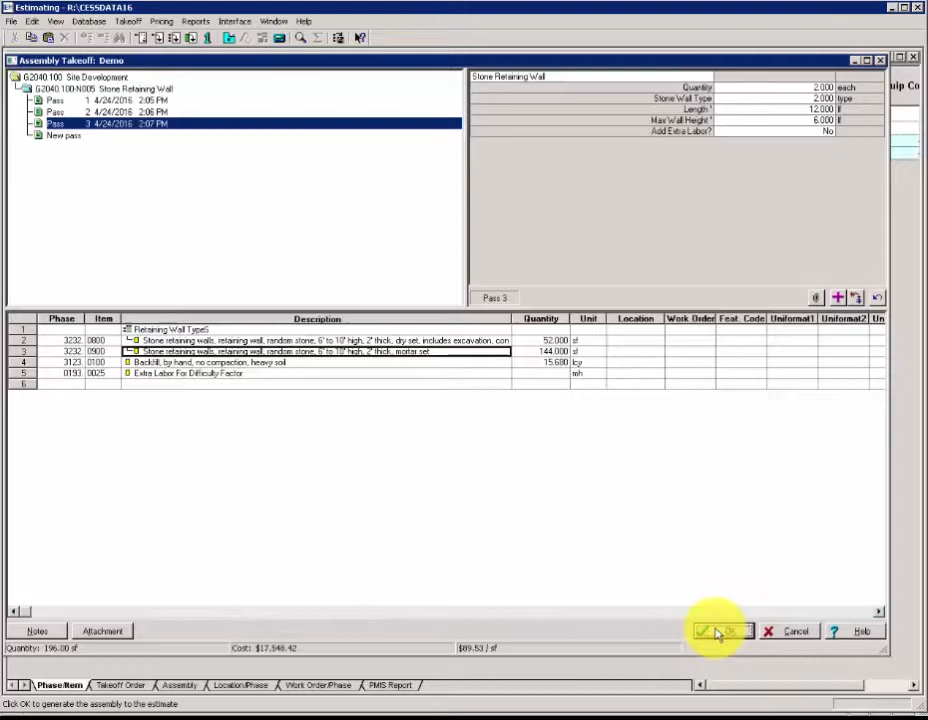 Estimating - R:\CESSDATA16
File Edit View Database Takeoff Pricing Reports Interface Window Help
Assembly Takeoff: Demo
G2040.100 Site Development
G2040.100-N005 Stone Retaining Wall
Pass 1 4/24/2016 2:05 PM
Pass 2 4/24/2016 2:06 PM
Pass 3 4/24/2016 2:07 PM
New pass
Stone Retaining Wall
Quantity 2.000 each
Stone Wall Type 2.000 type
Length * 12.000 lf
Max Wall Height * 6.000 lf
Add Extra Labor? No
uip Co
Pass 3
Phase Item Description Quantity Unit Location Work Order Feat. Code Uniformat1 Uniformat2 Un
1 Retaining Wall Type5
2 3232 0800 Stone retaining walls, retaining wall, random stone, 6' to 10' high, 2' thick, dry set, includes excavation, con 52.000 sf
3 3232 0900 Stone retaining walls, retaining wall, random stone, 6' to 10' high, 2' thick, mortar set 144.000 sf
4 3123 0100 Backfill, by hand, no compaction, heavy soil 15.680 lcy
5 0193 0025 Extra Labor For Difficulty Factor mh
6
Notes Attachment OK Cancel Help
Quantity: 196.00 sf Cost: $17,548.42 $89.53 / sf
Phase/Item Takeoff Order Assembly Location/Phase Work Order/Phase PMIS Report
Click OK to generate the assembly to the estimate